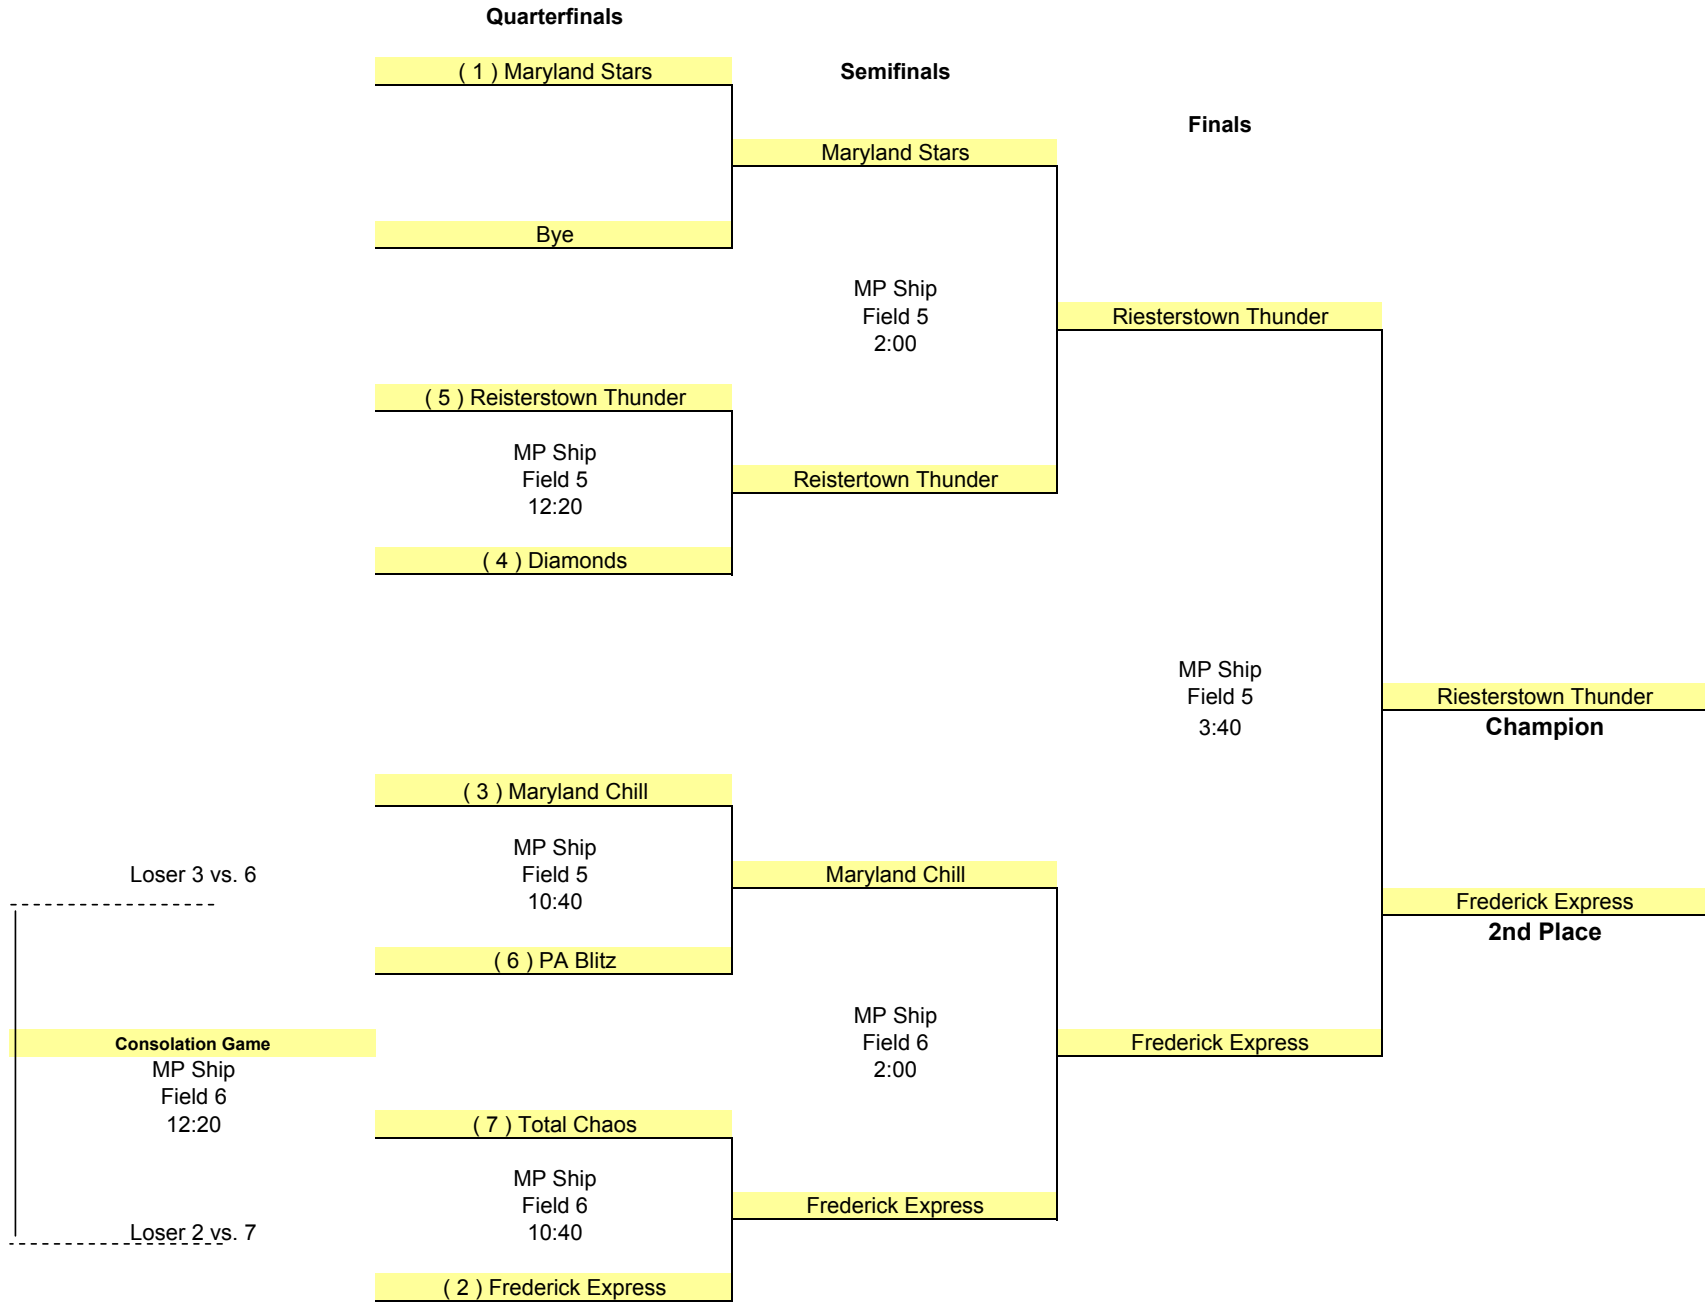 Quarterfinals
( 1 ) Maryland Stars
Semifinals
Finals
Maryland Stars
Bye
MP Ship
Field 5
2:00
Riesterstown Thunder
( 5 ) Reisterstown Thunder
MP Ship
Field 5
12:20
Reistertown Thunder
( 4 ) Diamonds
MP Ship
Field 5
3:40
Riesterstown Thunder
Champion
( 3 ) Maryland Chill
MP Ship
Field 5
10:40
Loser 3 vs. 6
Maryland Chill
Frederick Express
2nd Place
( 6 ) PA Blitz
MP Ship
Field 6
2:00
Consolation Game
MP Ship
Field 6
12:20
Frederick Express
( 7 ) Total Chaos
MP Ship
Field 6
10:40
Frederick Express
Loser 2 vs. 7
( 2 ) Frederick Express